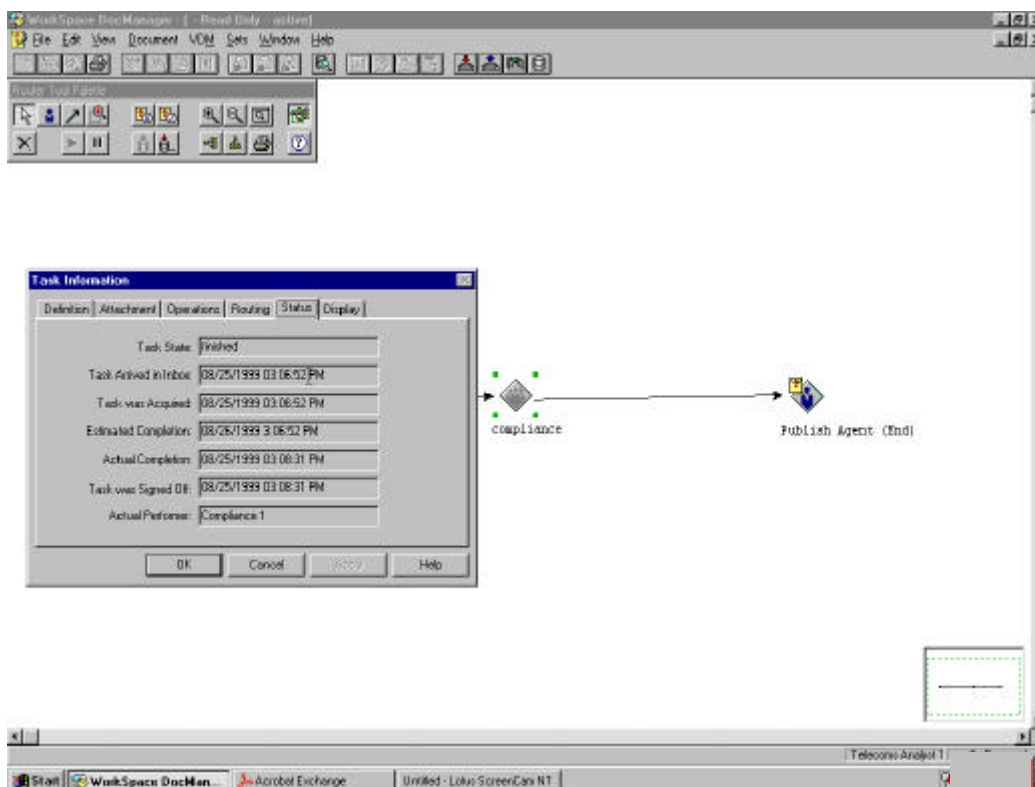 WorkSpace DocManager - [ - Read Only - active]
File Edit View Document VDM Sets Window Help
Router Tool Palette
Task Information
Definition Attachment Operations Routing Status Display
Task State: Finished
Task Arrived in Inbox: 08/25/1999 03:06:52 PM
Task was Acquired: 08/25/1999 03:06:52 PM
Estimated Completion: 08/26/1999 3:06:52 PM
Actual Completion: 08/25/1999 03:08:31 PM
Task was Signed Off: 08/25/1999 03:08:31 PM
Actual Performer: Compliance 1
OK Cancel Apply Help
compliance
Publish Agent (End)
Telecoms Analyst 1
Start WorkSpace DocMan... Acrobat Exchange Untitled - Lotus ScreenCam NT